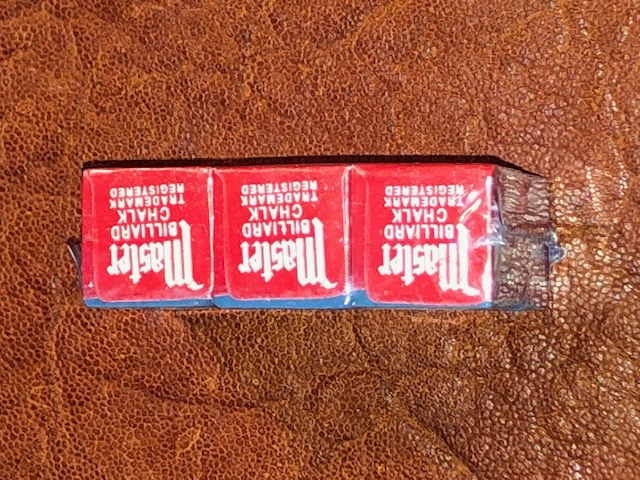 Master
BILLIARD
CHALK
TRADEMARK
REGISTERED
Master
BILLIARD
CHALK
TRADEMARK
REGISTERED
Master
BILLIARD
CHALK
TRADEMARK
REGISTERED